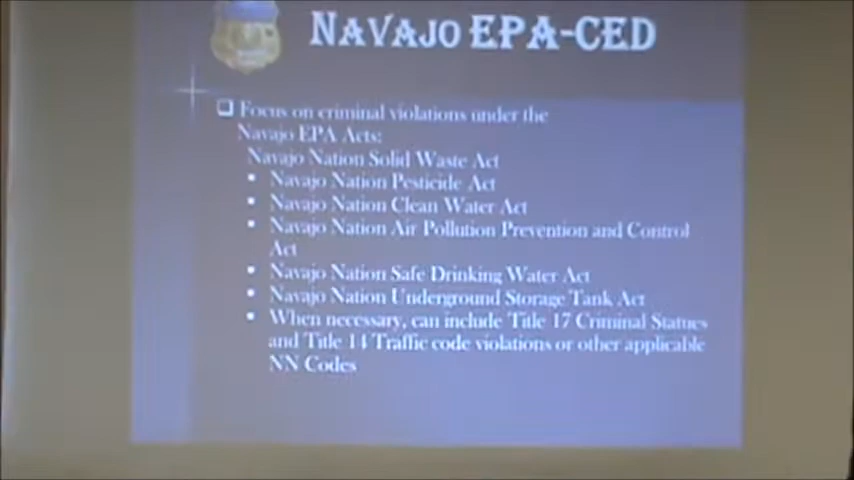 NAVAJO EPA-CED
Focus on criminal violations under the
Navajo EPA Acts:
Navajo Nation Solid Waste Act
Navajo Nation Pesticide Act
Navajo Nation Clean Water Act
Navajo Nation Air Pollution Prevention and Control
Act
Navajo Nation Safe Drinking Water Act
Navajo Nation Underground Storage Tank Act
When necessary, can include Title 17 Criminal Statues
and Title 14 Traffic code violations or other applicable
NN Codes